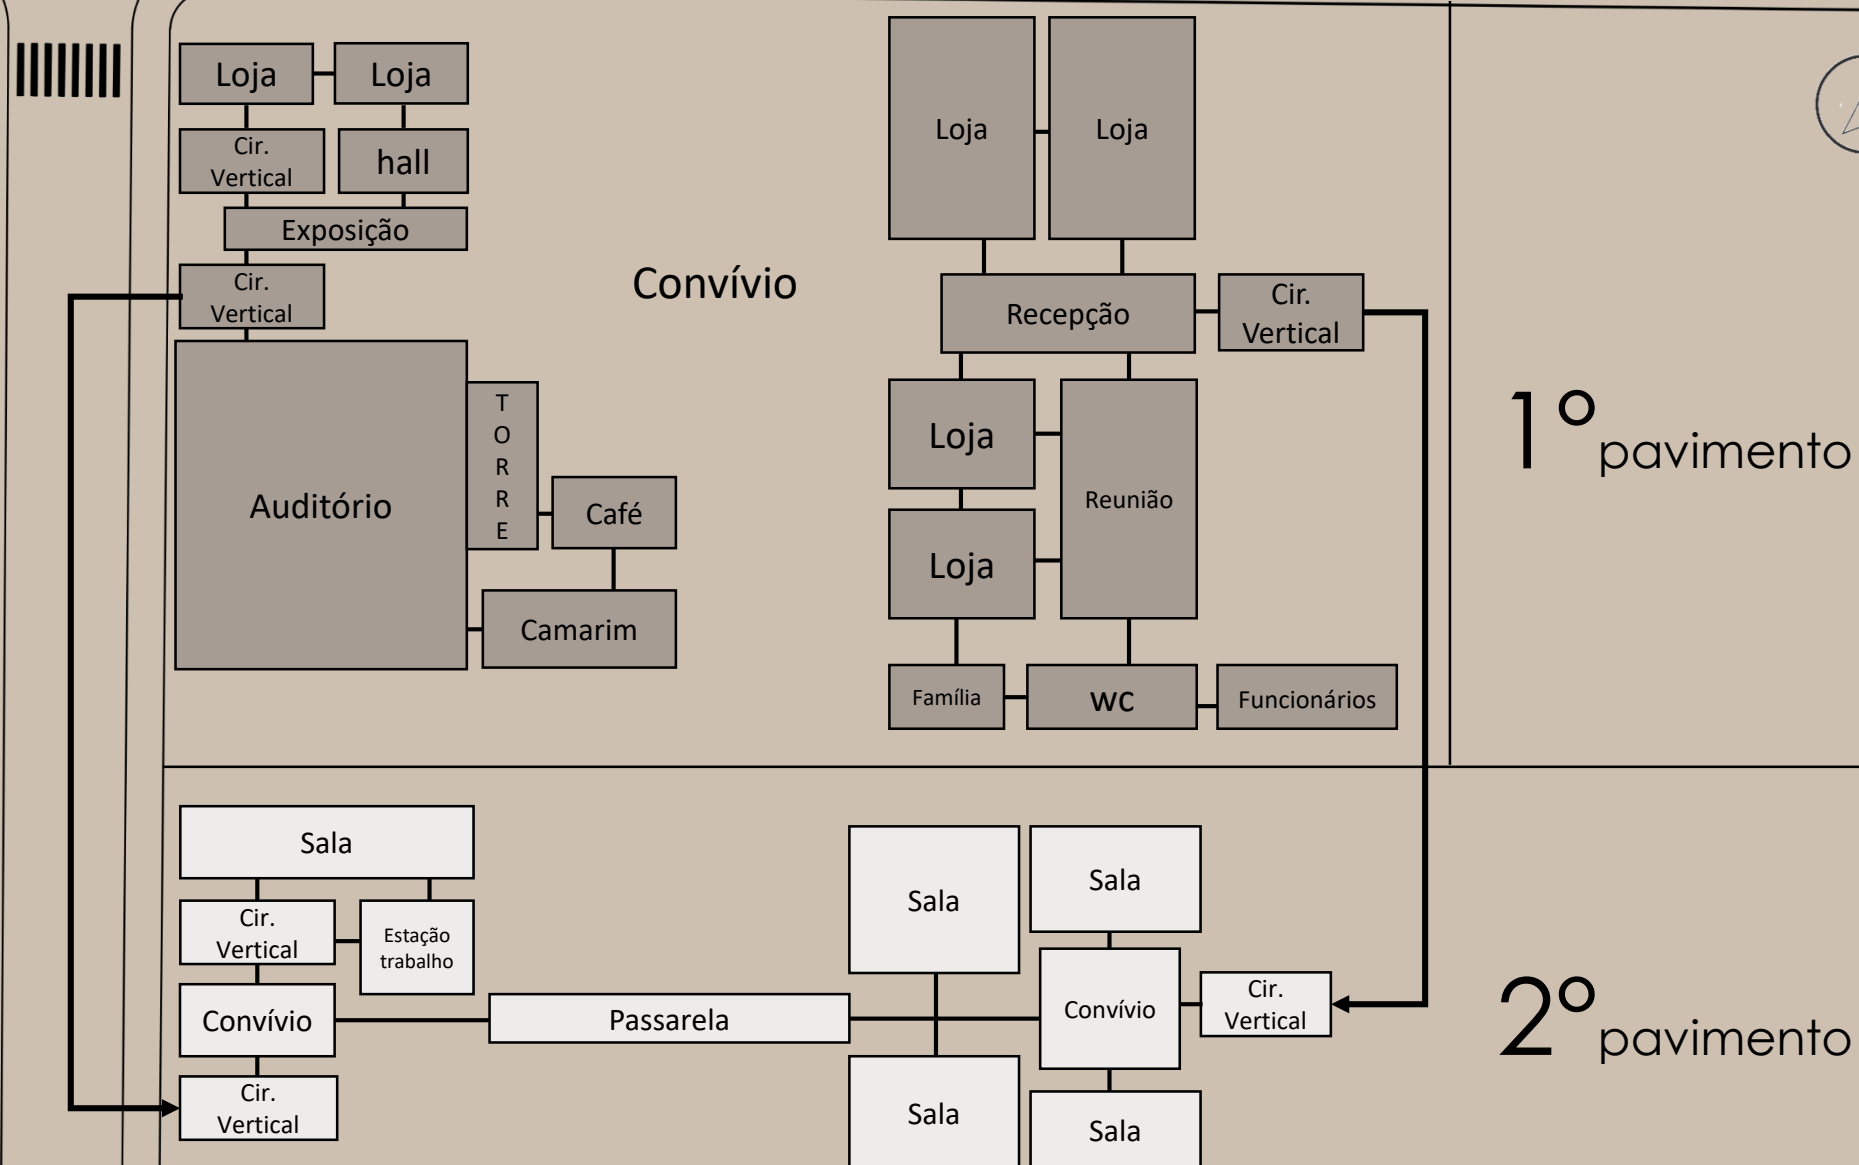 Loja
Loja
Cir.
Vertical
hall
Exposição
Cir.
Vertical
Auditório
T
O
R
R
E
Café
Camarim
Convívio
Loja
Loja
Recepção
Cir.
Vertical
Loja
Reunião
Loja
Família
wc
Funcionários
1º pavimento
Sala
Cir.
Vertical
Estação
trabalho
Convívio
Cir.
Vertical
Passarela
Sala
Sala
Convívio
Cir.
Vertical
Sala
Sala
2º pavimento